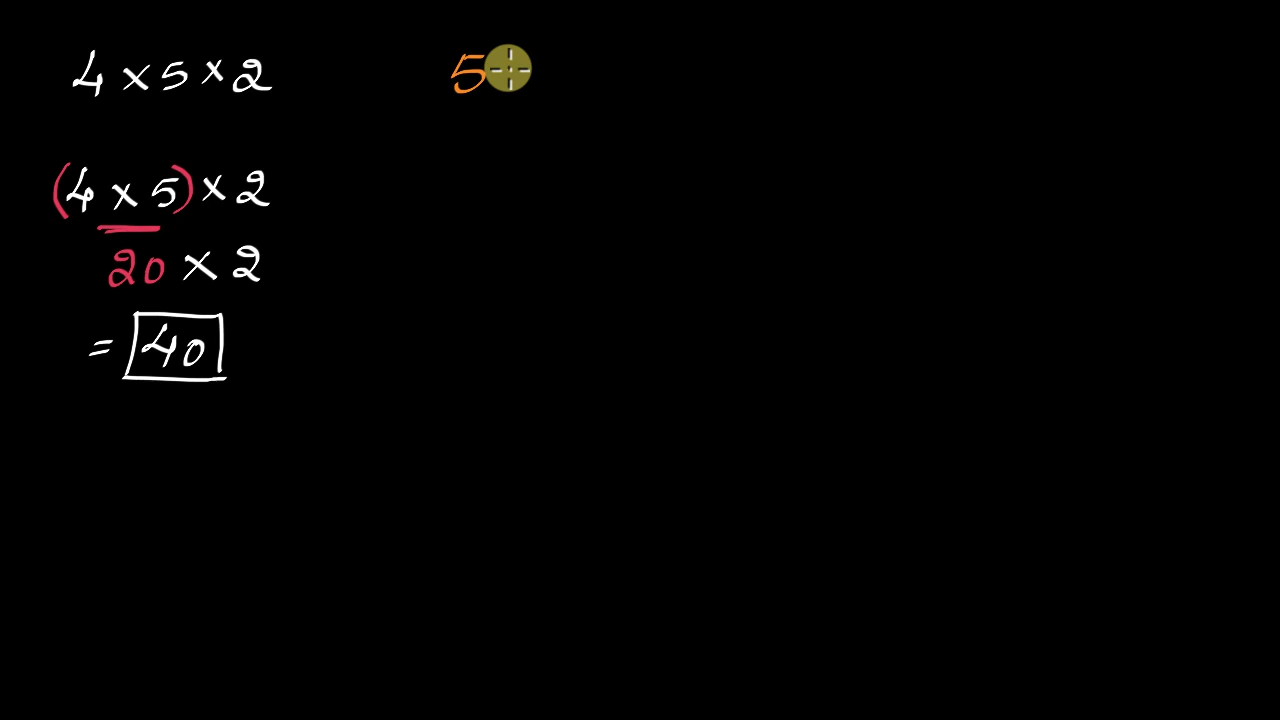 4 × 5 × 2
5
(4 × 5) × 2
20 × 2
= 40